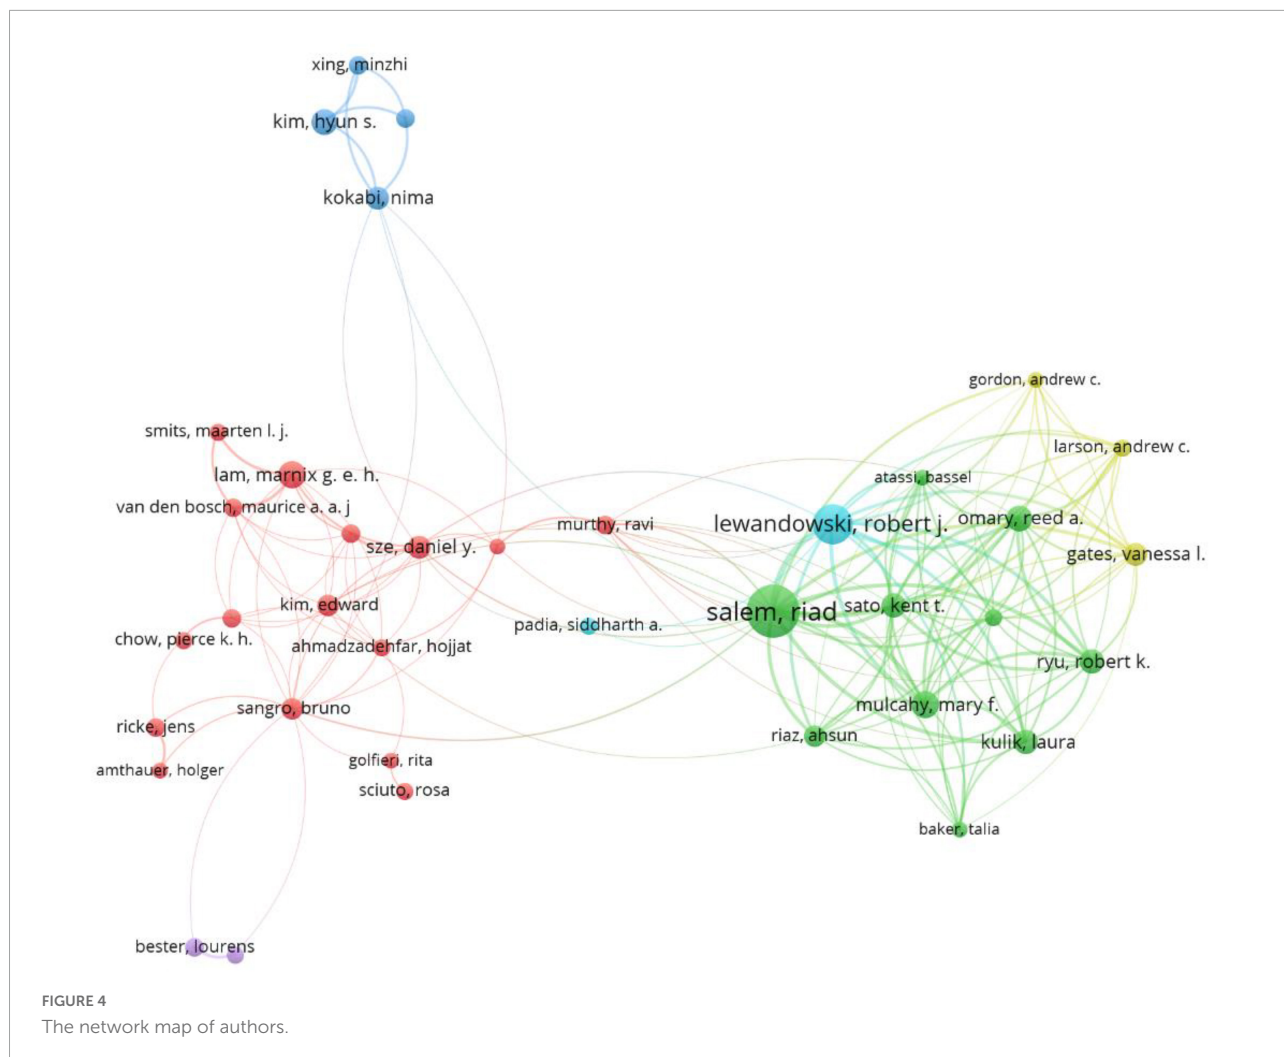 xing, minzhi
kim, hyun s.
kokabi, nima
gordon, andrew c.
smits, maarten l. j.
larson, andrew c.
lam, marnix g. e. h.
atassi, bassel
van den bosch, maurice a. a. j
murthy, ravi
lewandowski, robert j.
omary, reed a.
sze, daniel y.
gates, vanessa l.
kim, edward
salem, riad
sato, kent t.
padia, siddharth a.
chow, pierce k. h.
ahmadzadehfar, hojjat
ryu, robert k.
sangro, bruno
mulcahy, mary f.
ricke, jens
riaz, ahsun
kulik, laura
golfieri, rita
amthauer, holger
sciuto, rosa
baker, talia
bester, lourens
FIGURE 4
The network map of authors.